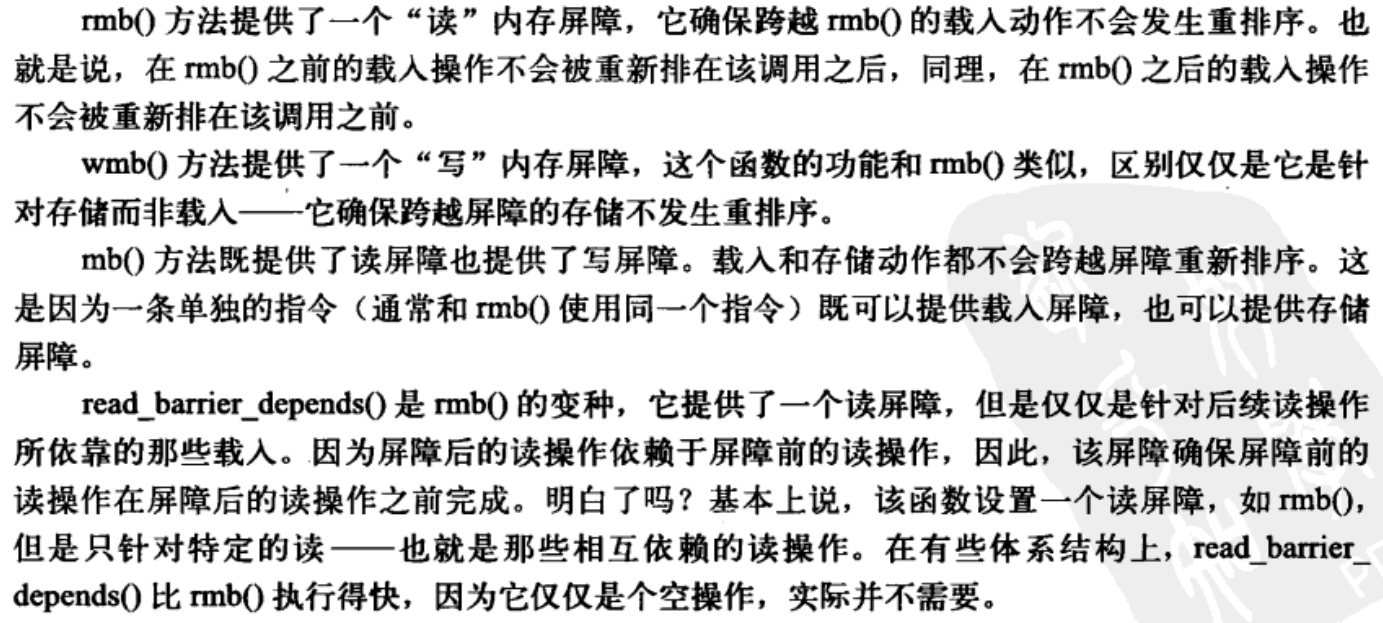 rmb() 方法提供了一个“读”内存屏障，它确保跨越 rmb() 的载入动作不会发生重排序。也
就是说，在 rmb() 之前的载入操作不会被重新排在该调用之后，同理，在 rmb() 之后的载入操作
不会被重新排在该调用之前。
wmb() 方法提供了一个“写”内存屏障，这个函数的功能和 rmb() 类似，区别仅仅是它是针
对存储而非载入——它确保跨越屏障的存储不发生重排序。
mb() 方法既提供了读屏障也提供了写屏障。载入和存储动作都不会跨越屏障重新排序。这
是因为一条单独的指令（通常和 rmb() 使用同一个指令）既可以提供载入屏障，也可以提供存储
屏障。
read_barrier_depends() 是 rmb() 的变种，它提供了一个读屏障，但是仅仅是针对后续读操作
所依靠的那些载入。因为屏障后的读操作依赖于屏障前的读操作，因此，该屏障确保屏障前的
读操作在屏障后的读操作之前完成。明白了吗？基本上说，该函数设置一个读屏障，如 rmb()，
但是只针对特定的读——也就是那些相互依赖的读操作。在有些体系结构上，read_barrier_
depends() 比 rmb() 执行得快，因为它仅仅是个空操作，实际并不需要。